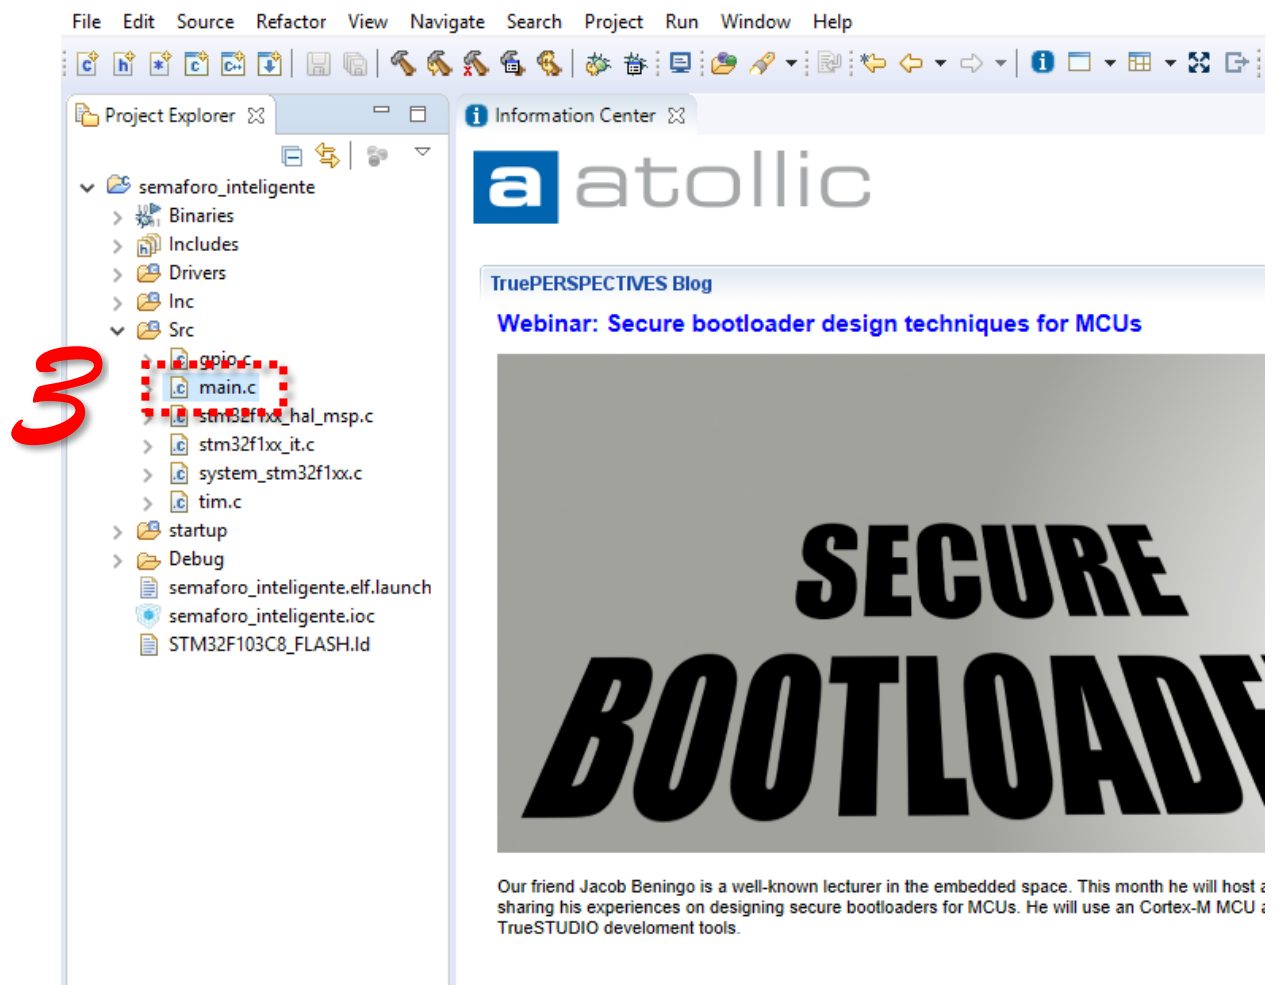 File Edit Source Refactor View Navigate Search Project Run Window Help
Project Explorer
semaforo_inteligente
Binaries
Includes
Drivers
Inc
Src
gpio.c
main.c
stm32f1xx_hal_msp.c
stm32f1xx_it.c
system_stm32f1xx.c
tim.c
startup
Debug
semaforo_inteligente.elf.launch
semaforo_inteligente.ioc
STM32F103C8_FLASH.ld
3
Information Center
a atollic
TruePERSPECTIVES Blog
Webinar: Secure bootloader design techniques for MCUs
SECURE
BOOTLOADE
Our friend Jacob Beningo is a well-known lecturer in the embedded space. This month he will host a
sharing his experiences on designing secure bootloaders for MCUs. He will use an Cortex-M MCU a
TrueSTUDIO develoment tools.